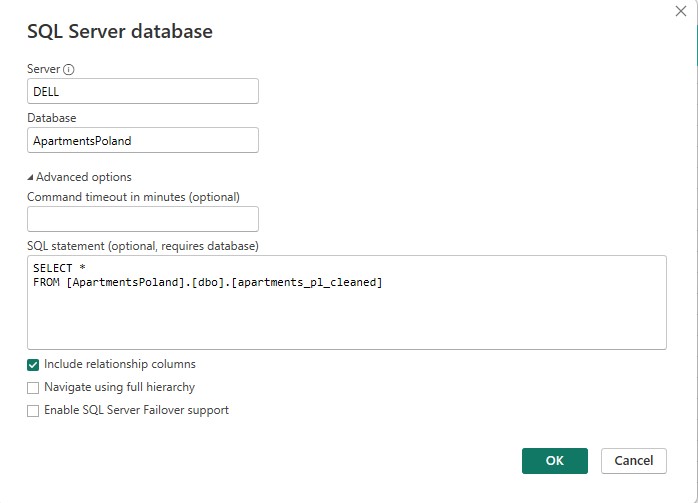 SQL Server database
Server
DELL
Database
ApartmentsPoland
Advanced options
Command timeout in minutes (optional)
SQL statement (optional, requires database)
SELECT *
FROM [ApartmentsPoland].[dbo].[apartments_pl_cleaned]
Include relationship columns
Navigate using full hierarchy
Enable SQL Server Failover support
OK Cancel